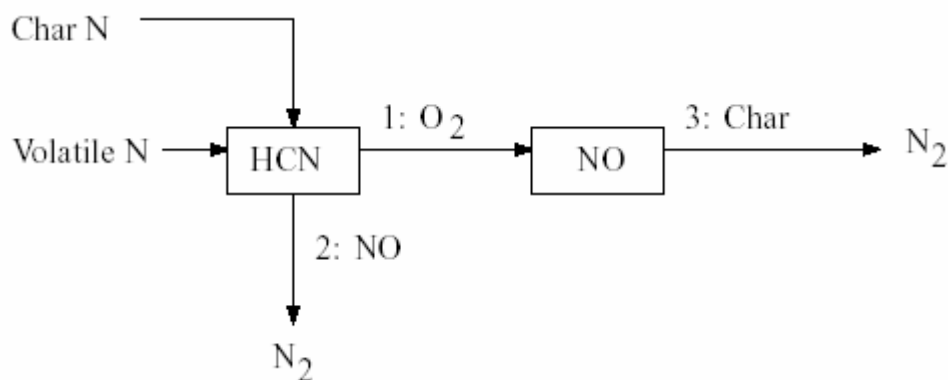 Char N
1: O2
3: Char
Volatile N
HCN
NO
N2
2: NO
N2